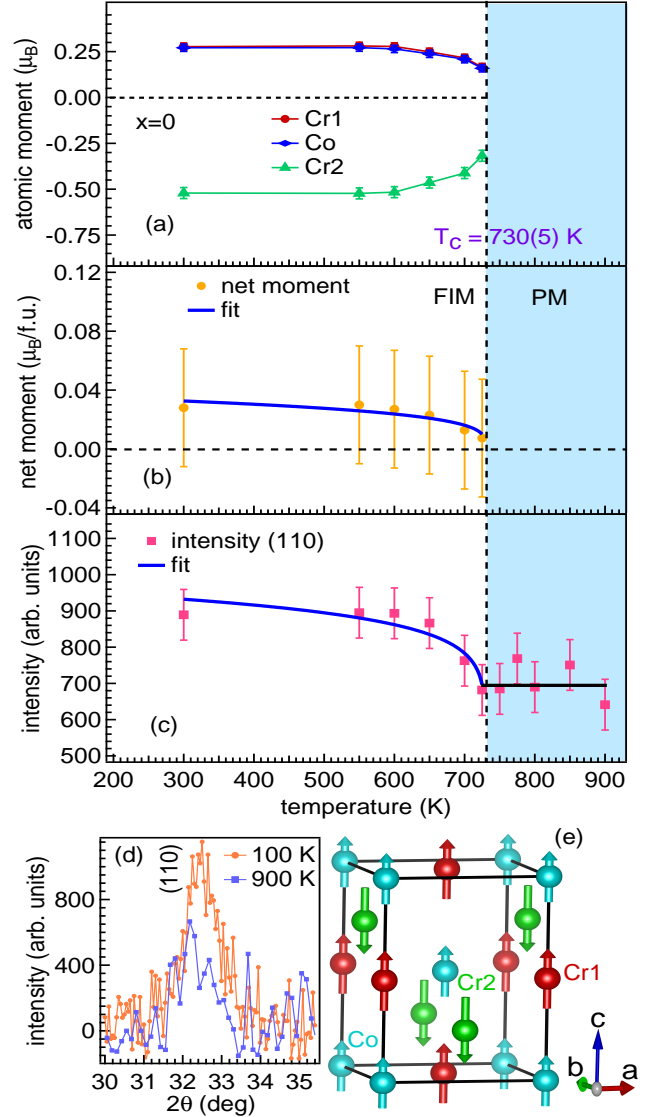 0.25
0.00
-0.25
-0.50
-0.75
atomic moment (μB)
x=0
Cr1
Co
Cr2
(a)
TC = 730(5) K
0.12
0.08
0.04
0.00
-0.04
net moment (μB/f.u.)
net moment
fit
FIM
PM
(b)
1100
1000
900
800
700
600
500
intensity (arb. units)
intensity (110)
fit
(c)
200 300 400 500 600 700 800 900
temperature (K)
(d)
(110)
100 K
900 K
800
400
0
intensity (arb. units)
30 31 32 33 34 35
2θ (deg)
(e)
Cr1
Cr2
Co
c
b
a